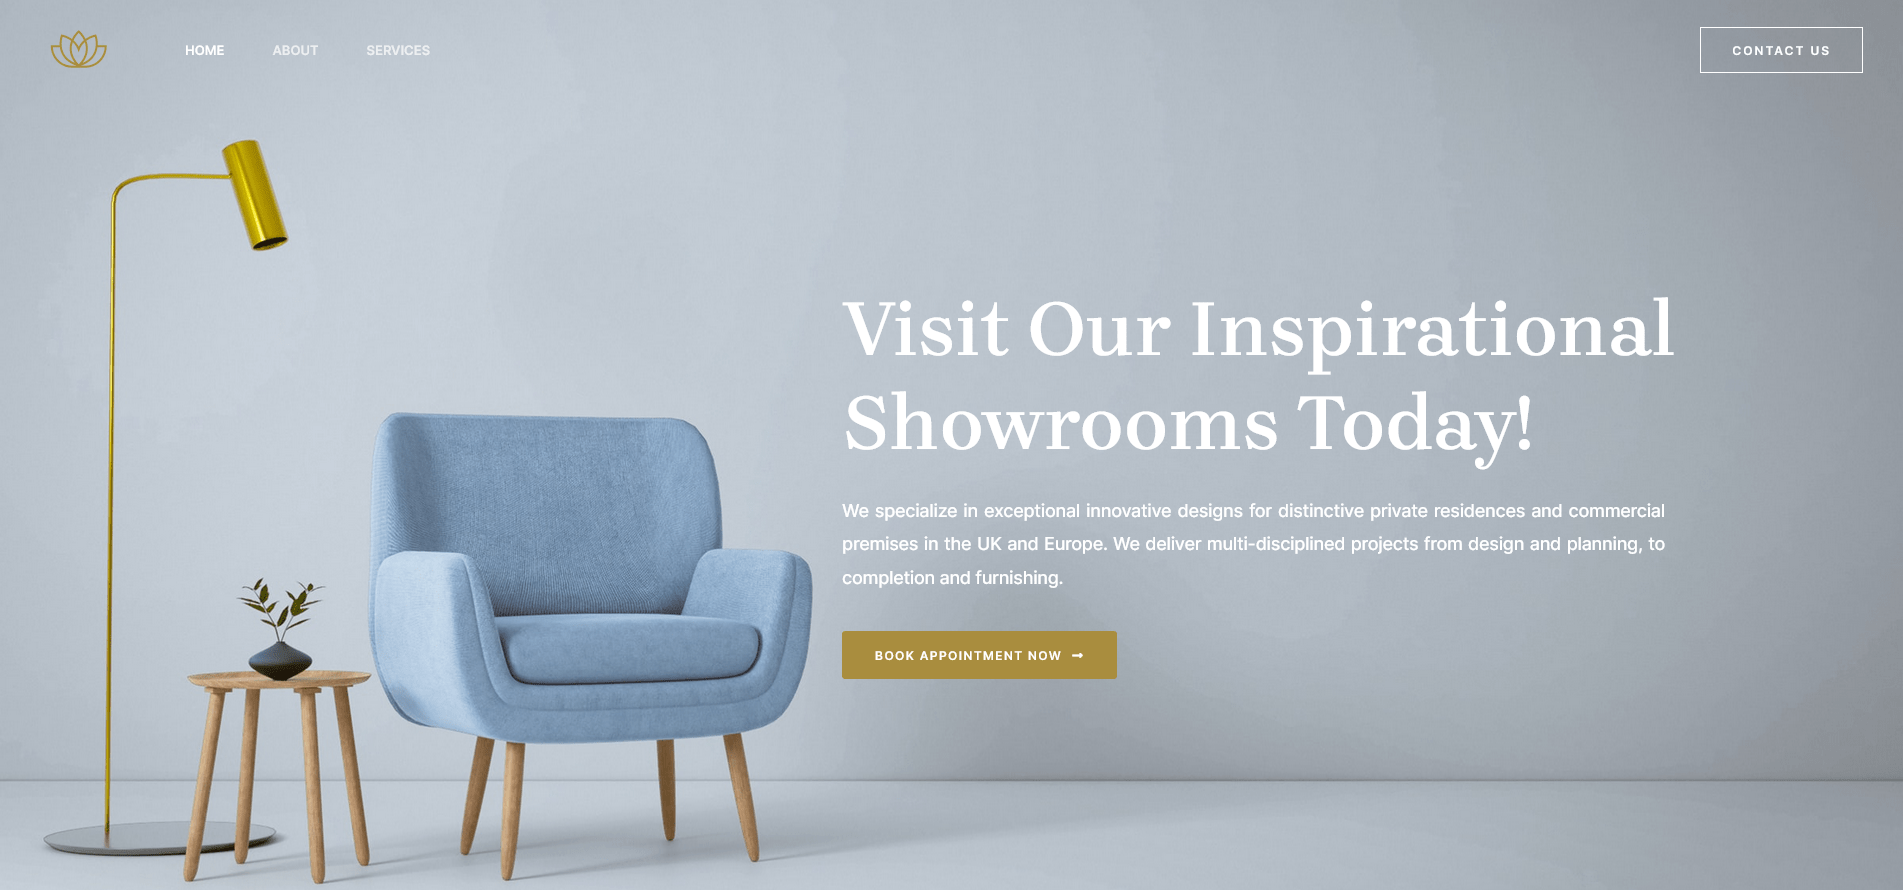 HOME
ABOUT
SERVICES
CONTACT US
Visit Our Inspirational
Showrooms Today!
We specialize in exceptional innovative designs for distinctive private residences and commercial
premises in the UK and Europe. We deliver multi-disciplined projects from design and planning, to
completion and furnishing.
BOOK APPOINTMENT NOW